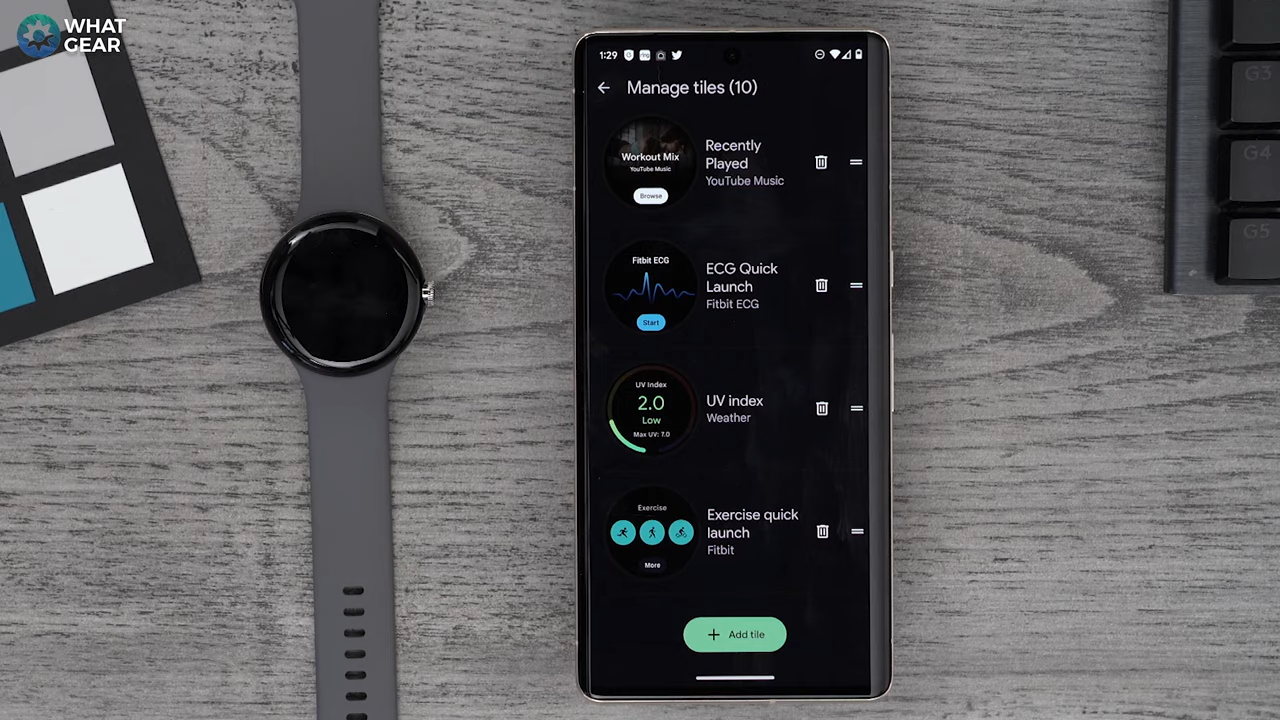 WHAT
GEAR
1:29
Manage tiles (10)
Workout Mix
YouTube Music
Browse
Recently
Played
YouTube Music
Fitbit ECG
Start
ECG Quick
Launch
Fitbit ECG
UV Index
2.0
Low
Max UV: 7.0
UV index
Weather
Exercise
More
Exercise quick
launch
Fitbit
+ Add tile
G3
G4
G5